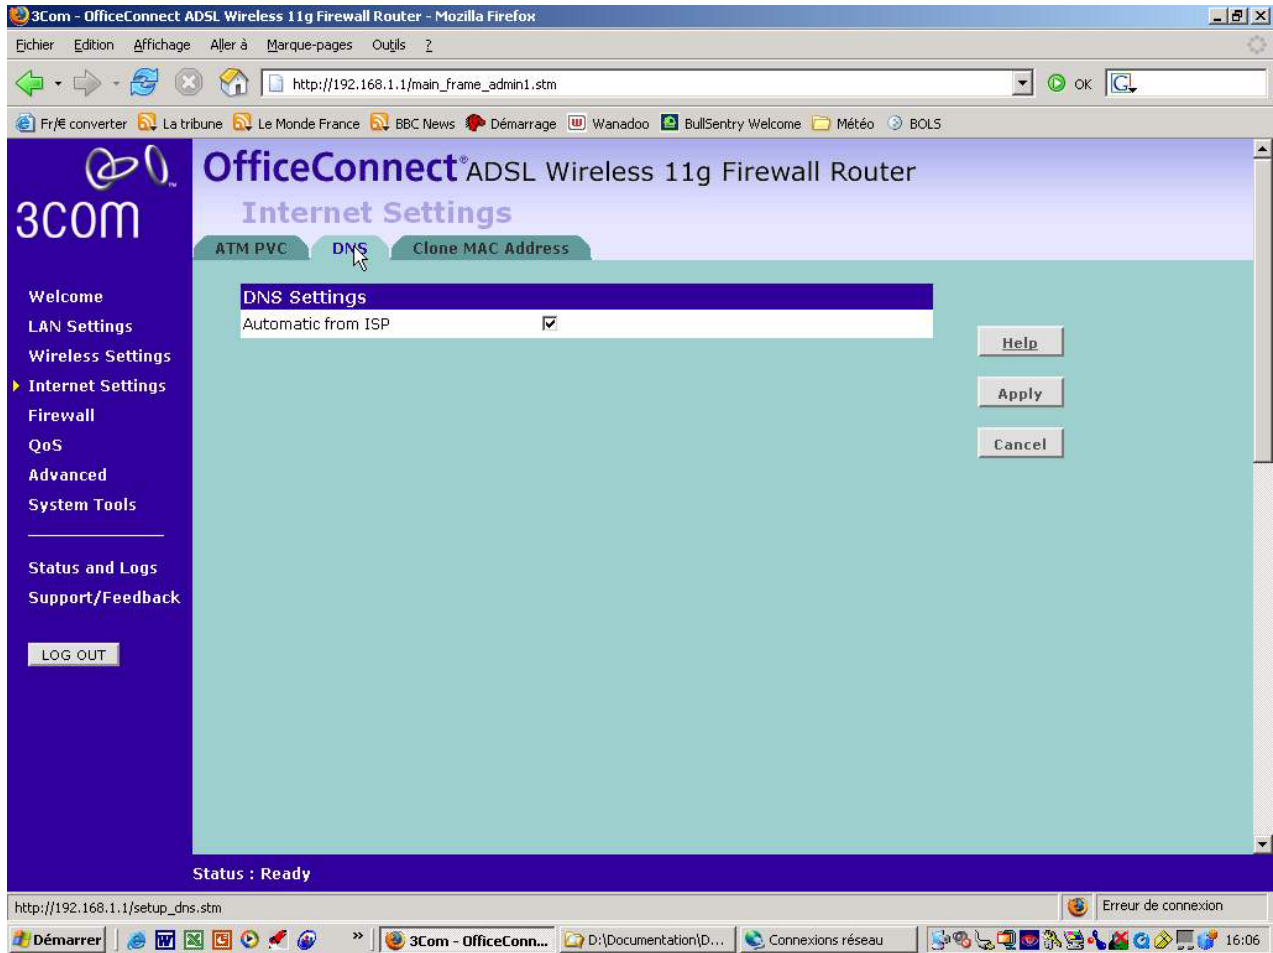 3Com - OfficeConnect ADSL Wireless 11g Firewall Router - Mozilla Firefox
Fichier Edition Affichage Aller à Marque-pages Outils ?
http://192.168.1.1/main_frame_admin1.stm OK G
Fr/€ converter La tribune Le Monde France BBC News Démarrage Wanadoo BullSentry Welcome Météo BOLS
3COM
OfficeConnect® ADSL Wireless 11g Firewall Router
Internet Settings
ATM PVC DNS Clone MAC Address
Welcome
LAN Settings
Wireless Settings
Internet Settings
Firewall
QoS
Advanced
System Tools
Status and Logs
Support/Feedback
LOG OUT
DNS Settings
Automatic from ISP
Help
Apply
Cancel
Status : Ready
http://192.168.1.1/setup_dns.stm Erreur de connexion
Démarrer » 3Com - OfficeConn... D:\Documentation\D... Connexions réseau 16:06